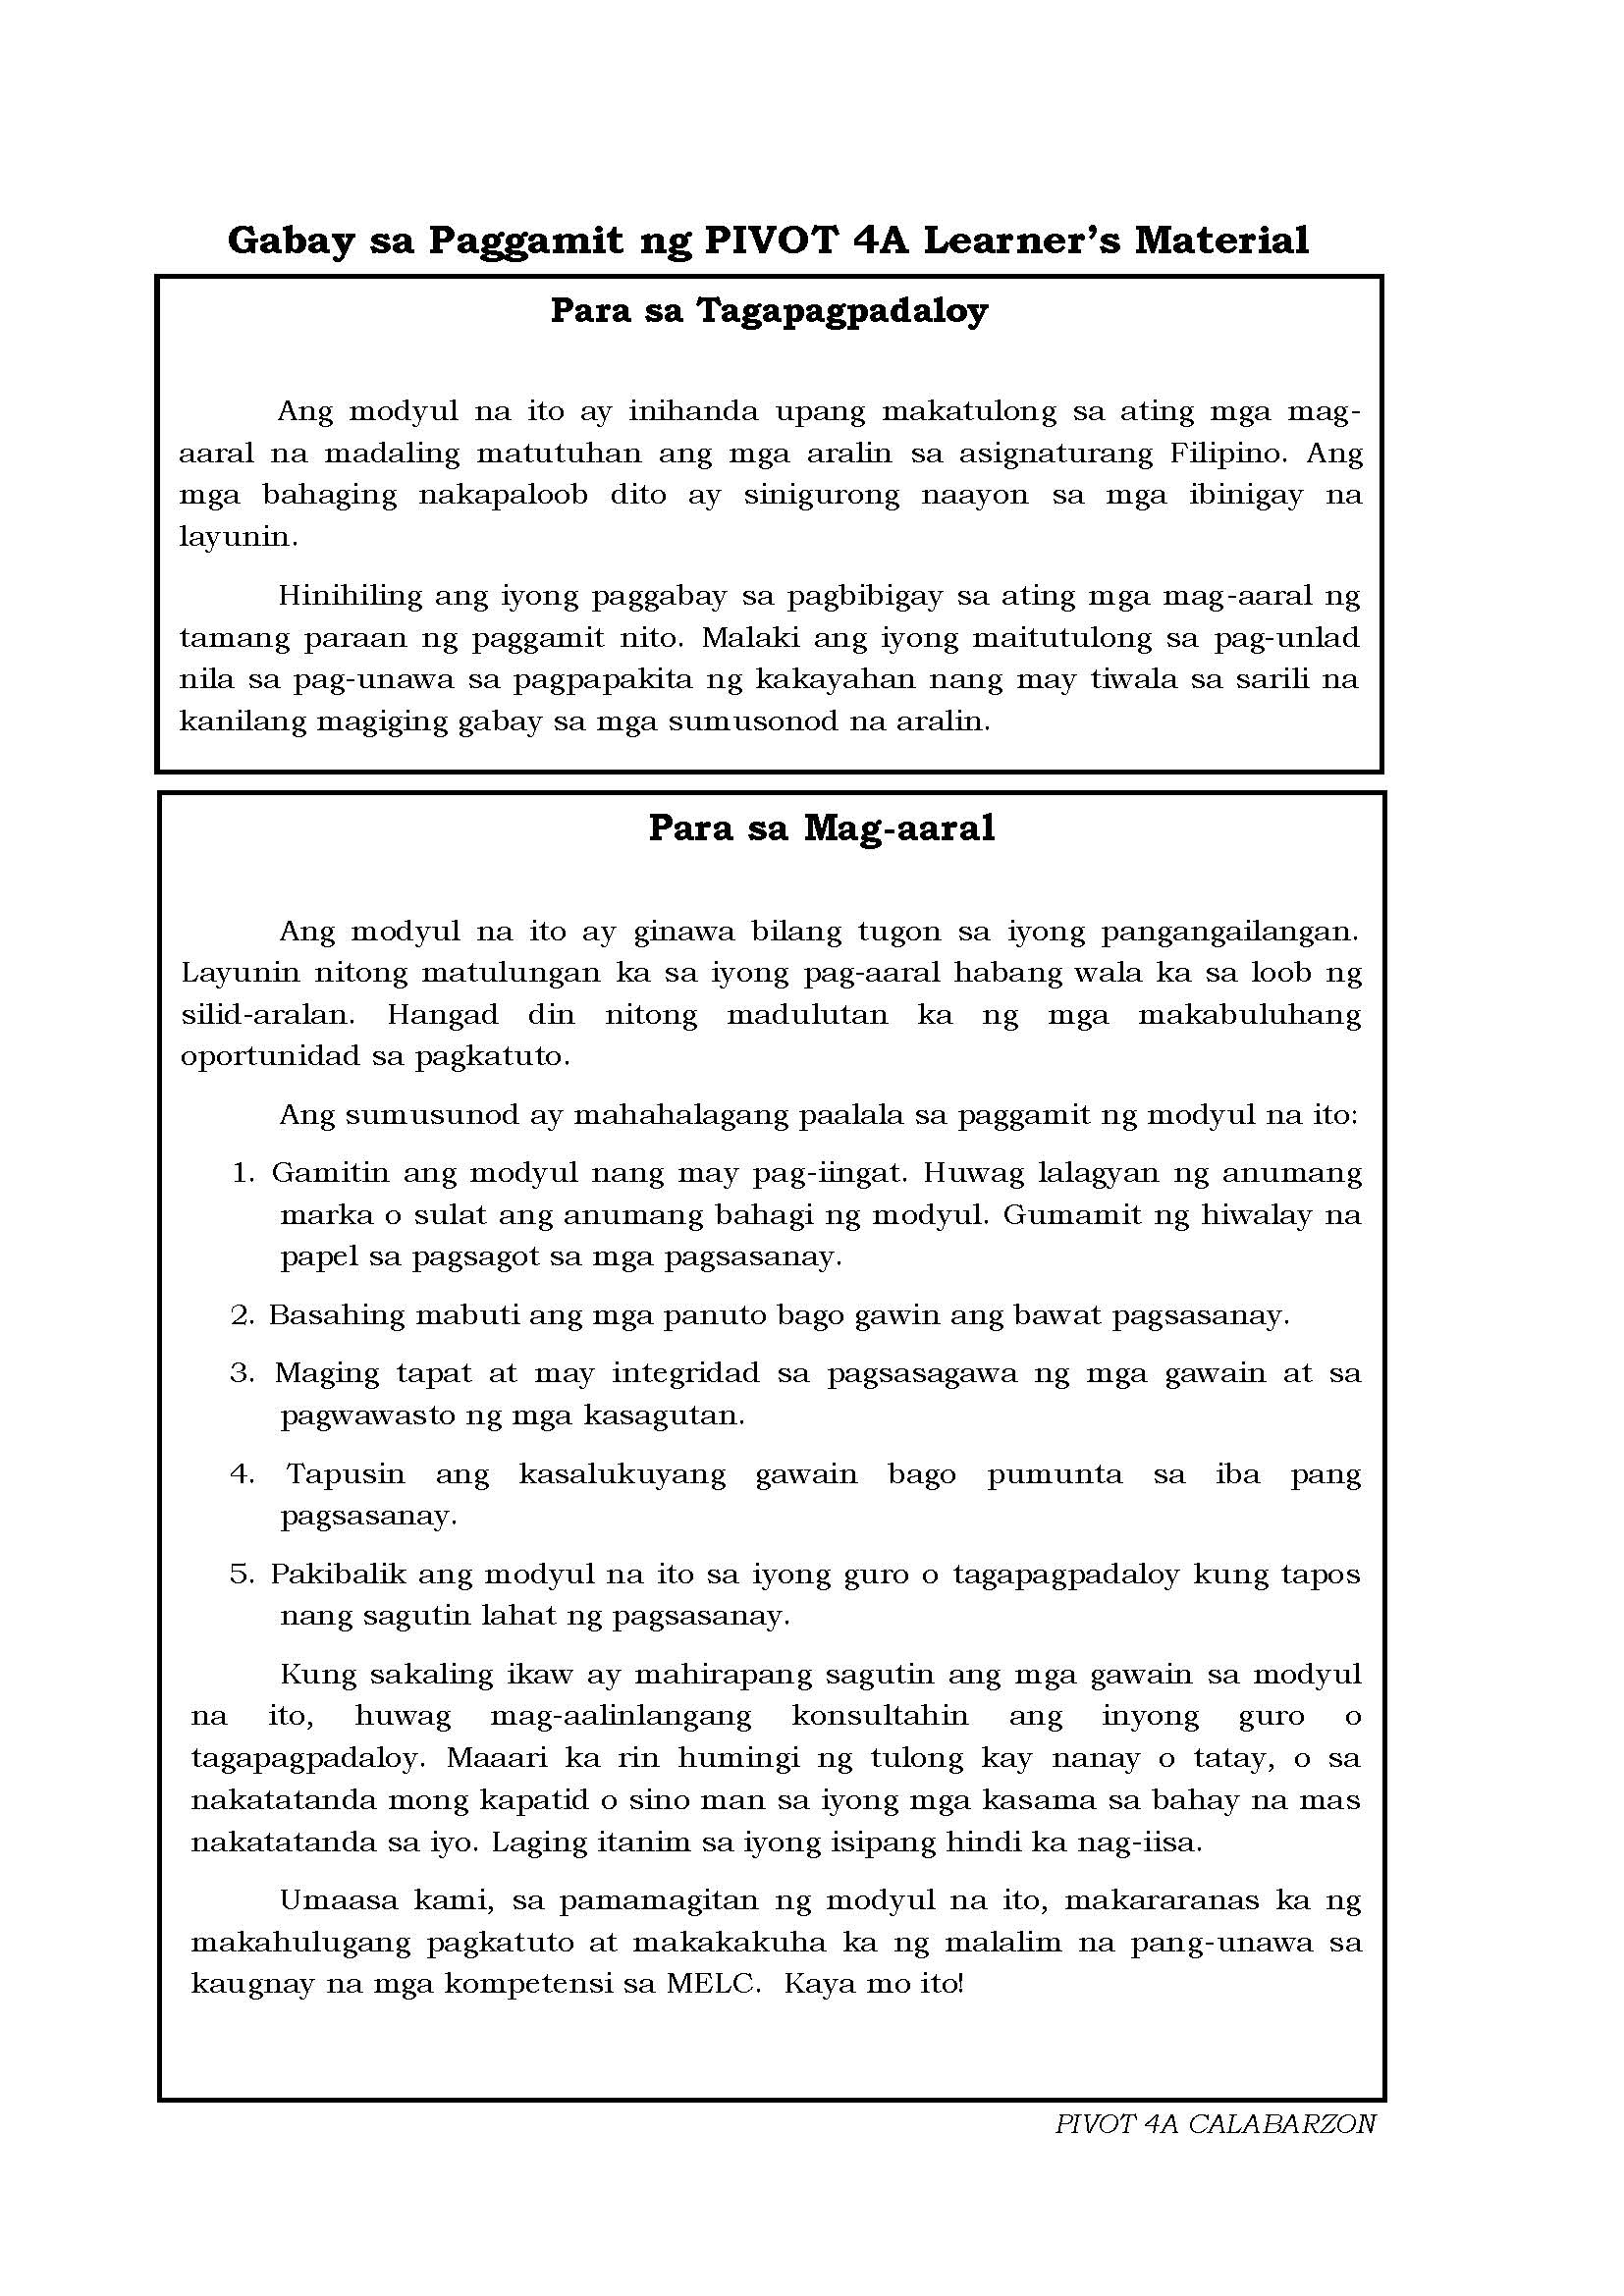 Gabay sa Paggamit ng PIVOT 4A Learner’s Material
Para sa Tagapagpadaloy
Ang modyul na ito ay inihanda upang makatulong sa ating mga mag-
aaral na madaling matutuhan ang mga aralin sa asignaturang Filipino. Ang
mga bahaging nakapaloob dito ay sinigurong naayon sa mga ibinigay na
layunin.
Hinihiling ang iyong paggabay sa pagbibigay sa ating mga mag-aaral ng
tamang paraan ng paggamit nito. Malaki ang iyong maitutulong sa pag-unlad
nila sa pag-unawa sa pagpapakita ng kakayahan nang may tiwala sa sarili na
kanilang magiging gabay sa mga sumusonod na aralin.
Para sa Mag-aaral
Ang modyul na ito ay ginawa bilang tugon sa iyong pangangailangan.
Layunin nitong matulungan ka sa iyong pag-aaral habang wala ka sa loob ng
silid-aralan. Hangad din nitong madulutan ka ng mga makabuluhang
oportunidad sa pagkatuto.
Ang sumusunod ay mahahalagang paalala sa paggamit ng modyul na ito:
1. Gamitin ang modyul nang may pag-iingat. Huwag lalagyan ng anumang
marka o sulat ang anumang bahagi ng modyul. Gumamit ng hiwalay na
papel sa pagsagot sa mga pagsasanay.
2. Basahing mabuti ang mga panuto bago gawin ang bawat pagsasanay.
3. Maging tapat at may integridad sa pagsasagawa ng mga gawain at sa
pagwawasto ng mga kasagutan.
4. Tapusin ang kasalukuyang gawain bago pumunta sa iba pang
pagsasanay.
5. Pakibalik ang modyul na ito sa iyong guro o tagapagpadaloy kung tapos
nang sagutin lahat ng pagsasanay.
Kung sakaling ikaw ay mahirapang sagutin ang mga gawain sa modyul
na ito, huwag mag-aalinlangang konsultahin ang inyong guro o
tagapagpadaloy. Maaari ka rin humingi ng tulong kay nanay o tatay, o sa
nakatatanda mong kapatid o sino man sa iyong mga kasama sa bahay na mas
nakatatanda sa iyo. Laging itanim sa iyong isipang hindi ka nag-iisa.
Umaasa kami, sa pamamagitan ng modyul na ito, makararanas ka ng
makahulugang pagkatuto at makakakuha ka ng malalim na pang-unawa sa
kaugnay na mga kompetensi sa MELC. Kaya mo ito!
PIVOT 4A CALABARZON